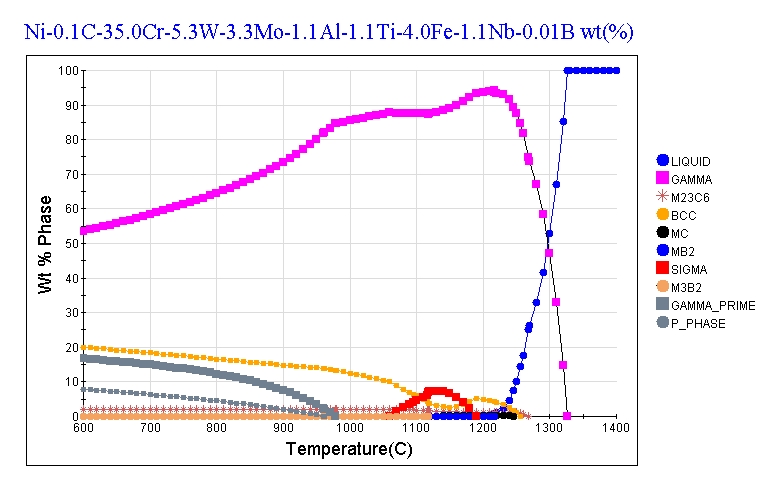 Ni-0.1C-35.0Cr-5.3W-3.3Mo-1.1Al-1.1Ti-4.0Fe-1.1Nb-0.01B wt(%)
100
90
80
70
60
50
40
30
20
10
0
Wt % Phase
600 700 800 900 1000 1100 1200 1300 1400
Temperature(C)
LIQUID
GAMMA
M23C6
BCC
MC
MB2
SIGMA
M3B2
GAMMA_PRIME
P_PHASE